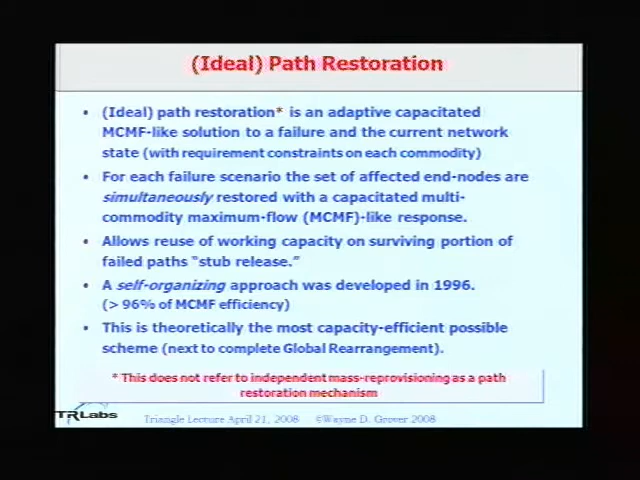 (Ideal) Path Restoration
• (Ideal) path restoration* is an adaptive capacitated
MCMF-like solution to a failure and the current network
state (with requirement constraints on each commodity)
• For each failure scenario the set of affected end-nodes are
simultaneously restored with a capacitated multi-
commodity maximum-flow (MCMF)-like response.
• Allows reuse of working capacity on surviving portion of
failed paths “stub release.”
• A self-organizing approach was developed in 1996.
(> 96% of MCMF efficiency)
• This is theoretically the most capacity-efficient possible
scheme (next to complete Global Rearrangement).
* This does not refer to independent mass-reprovisioning as a path
restoration mechanism
TRLabs
Triangle Lecture April 21, 2008 ©Wayne D. Grover 2008